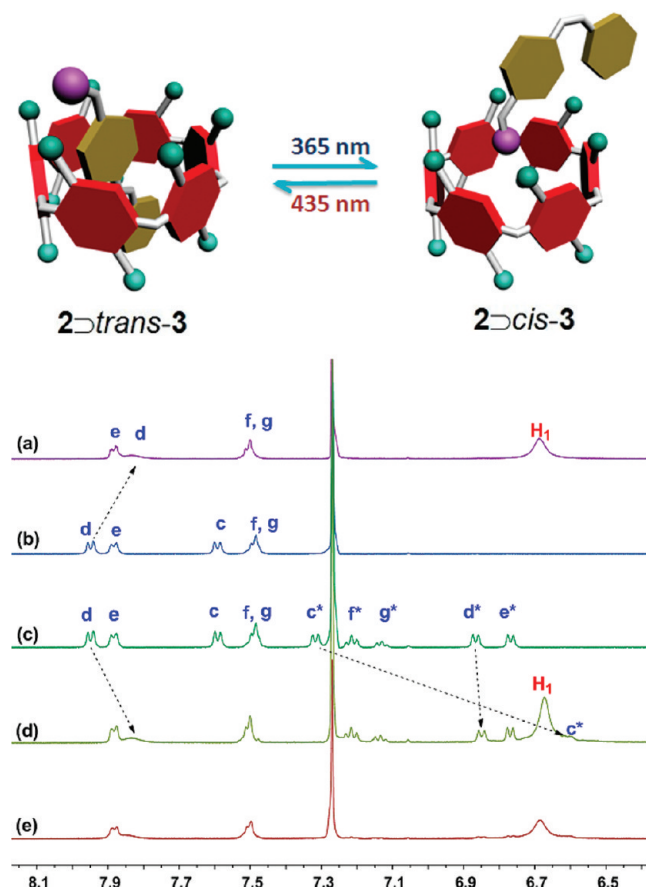 365 nm
435 nm
2⊃trans-3
2⊃cis-3
(a)
e d
f, g
H1
(b)
d e
c
f, g
(c)
d e
c
f, g
c*
f*
g*
d*
e*
(d)
H1
c*
(e)
8.1 7.9 7.7 7.5 7.3 7.1 6.9 6.7 6.5